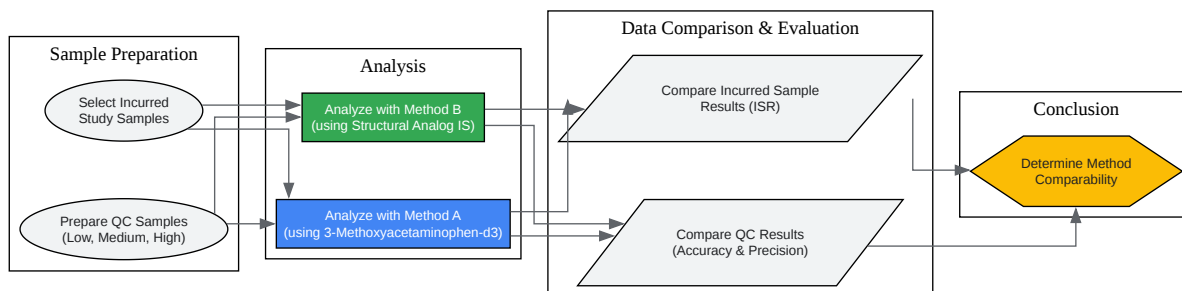 Sample Preparation
Select Incurred
Study Samples
Prepare QC Samples
(Low, Medium, High)
Analysis
Analyze with Method B
(using Structural Analog IS)
Analyze with Method A
(using 3-Methoxyacetaminophen-d3)
Data Comparison & Evaluation
Compare Incurred Sample
Results (ISR)
Compare QC Results
(Accuracy & Precision)
Conclusion
Determine Method
Comparability